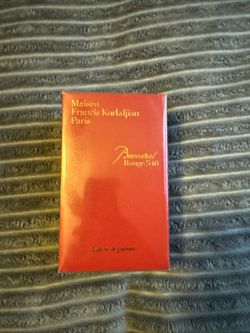 Maison
Francis Kurkdjian
Paris
Baccarat
Rouge 540
Extrait de parfum